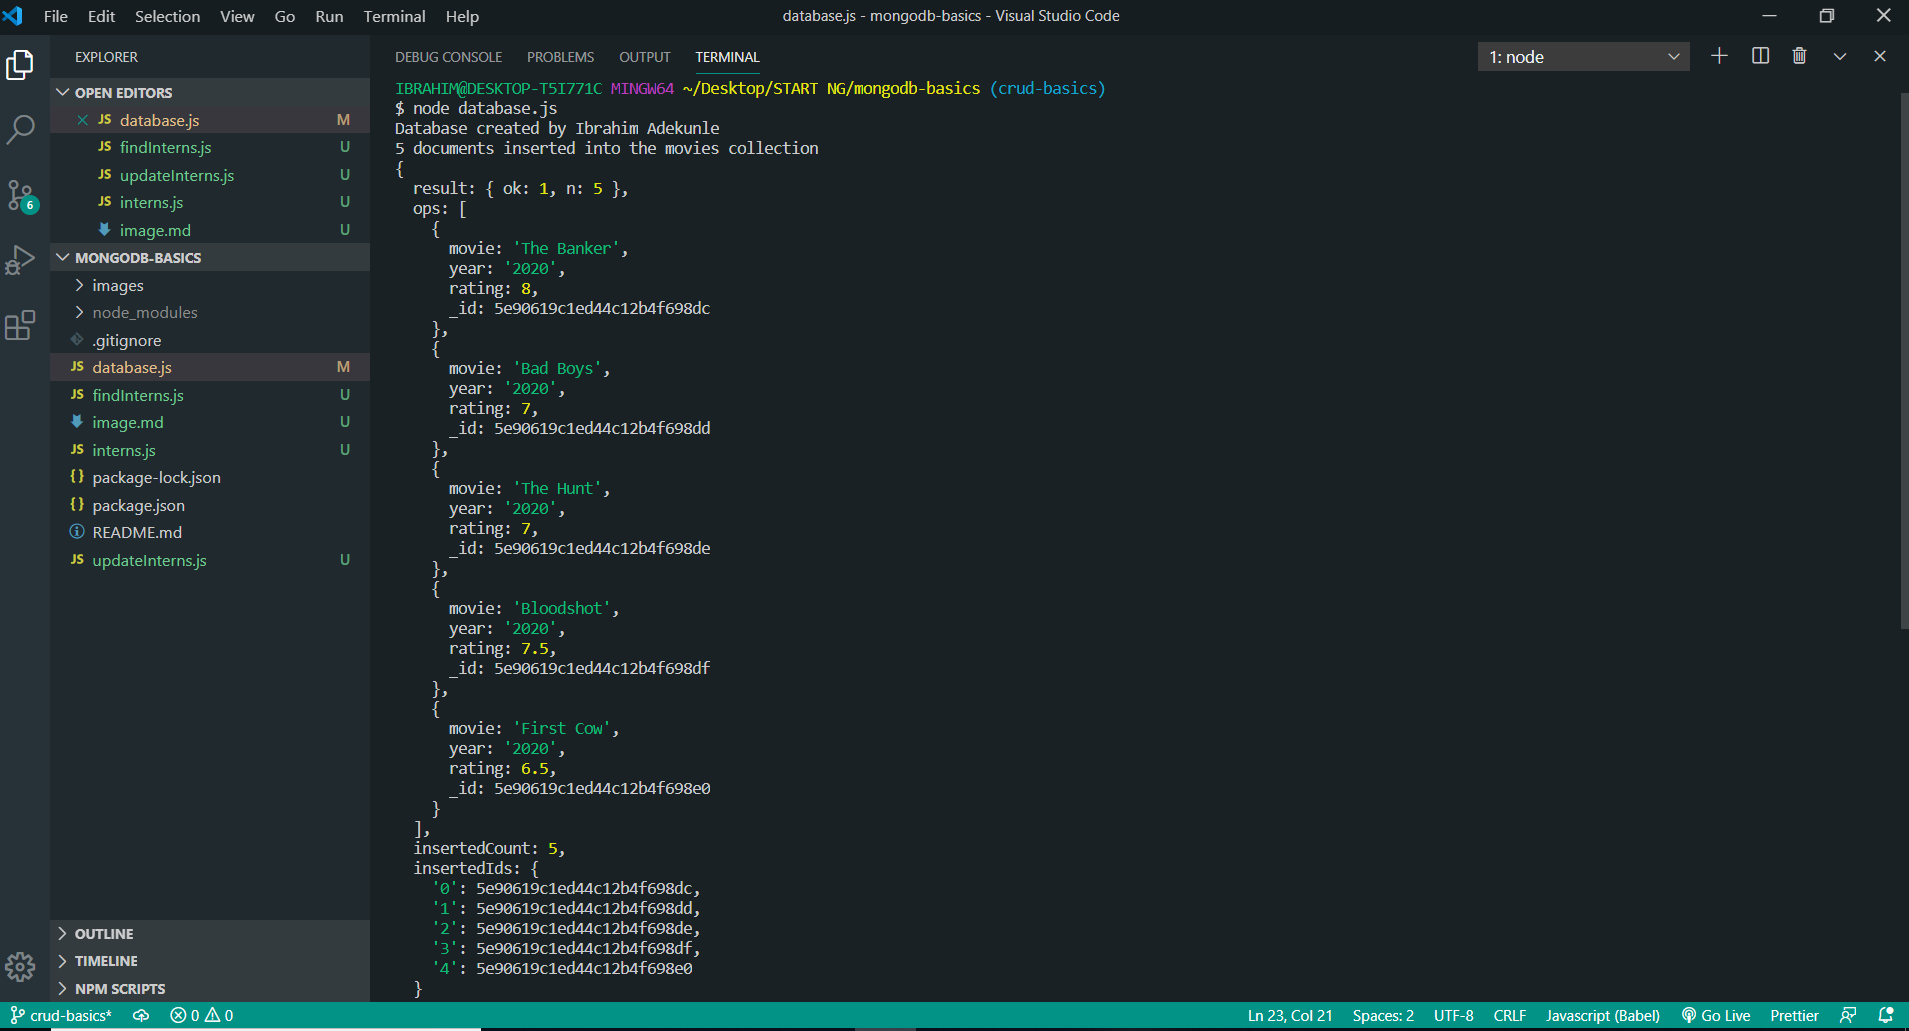 File Edit Selection View Go Run Terminal Help
database.js - mongodb-basics - Visual Studio Code
EXPLORER
OPEN EDITORS
JS database.js M
JS findInterns.js U
JS updateInterns.js U
JS interns.js U
image.md U
6
MONGODB-BASICS
images
node_modules
.gitignore
JS database.js M
JS findInterns.js U
image.md U
JS interns.js U
{} package-lock.json
{} package.json
README.md
JS updateInterns.js U
OUTLINE
TIMELINE
NPM SCRIPTS
DEBUG CONSOLE PROBLEMS OUTPUT TERMINAL
1: node
IBRAHIM@DESKTOP-T5I771C MINGW64 ~/Desktop/START NG/mongodb-basics (crud-basics)
$ node database.js
Database created by Ibrahim Adekunle
5 documents inserted into the movies collection
{
result: { ok: 1, n: 5 },
ops: [
{
movie: 'The Banker',
year: '2020',
rating: 8,
_id: 5e90619c1ed44c12b4f698dc
},
{
movie: 'Bad Boys',
year: '2020',
rating: 7,
_id: 5e90619c1ed44c12b4f698dd
},
{
movie: 'The Hunt',
year: '2020',
rating: 7,
_id: 5e90619c1ed44c12b4f698de
},
{
movie: 'Bloodshot',
year: '2020',
rating: 7.5,
_id: 5e90619c1ed44c12b4f698df
},
{
movie: 'First Cow',
year: '2020',
rating: 6.5,
_id: 5e90619c1ed44c12b4f698e0
}
],
insertedCount: 5,
insertedIds: {
'0': 5e90619c1ed44c12b4f698dc,
'1': 5e90619c1ed44c12b4f698dd,
'2': 5e90619c1ed44c12b4f698de,
'3': 5e90619c1ed44c12b4f698df,
'4': 5e90619c1ed44c12b4f698e0
}
crud-basics* 0 0 Ln 23, Col 21 Spaces: 2 UTF-8 CRLF Javascript (Babel) Go Live Prettier